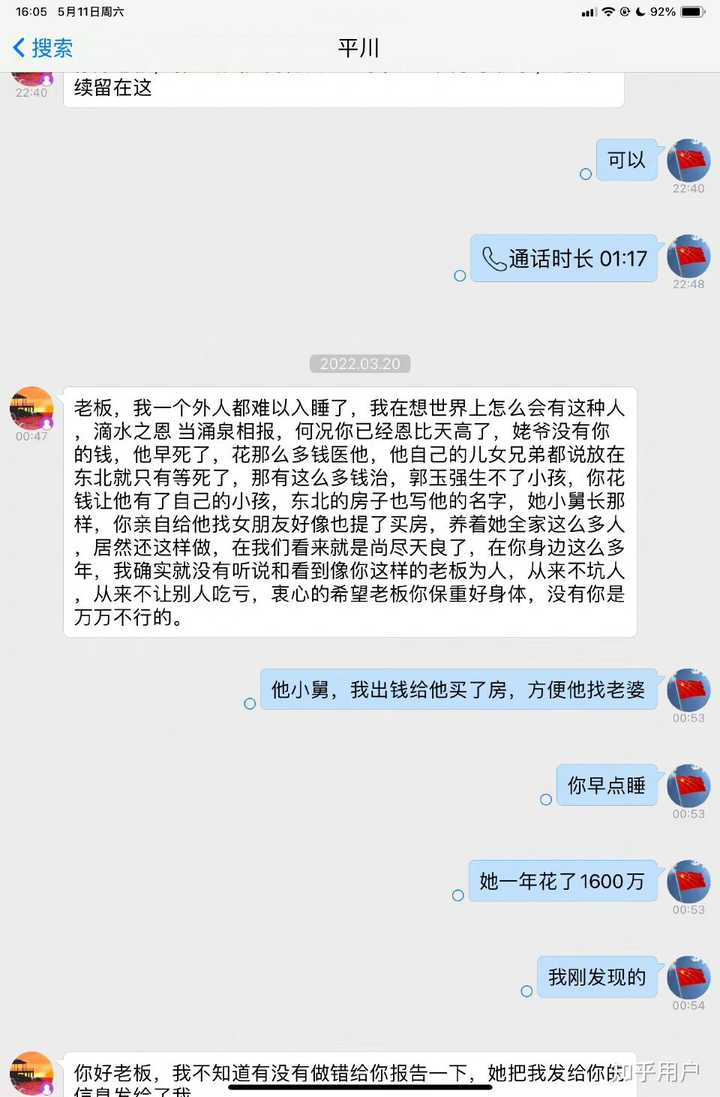 16:05 5月11日周六
92%
搜索
平川
续留在这
22:40
可以
22:40
通话时长 01:17
22:48
2022.03.20
老板，我一个外人都难以入睡了，我在想世界上怎么会有这种人
，滴水之恩 当涌泉相报，何况你已经恩比天高了，姥爷没有你
的钱，他早死了，花那么多钱医他，他自己的儿女兄弟都说放在
东北就只有等死了，那有这么多钱治，郭玉强生不了小孩，你花
钱让他有了自己的小孩，东北的房子也写他的名字，她小舅长那
样，你亲自给他找女朋友好像也提了买房，养着她全家这么多人
，居然还这样做，在我们看来就是尚尽天良了，在你身边这么多
年，我确实就没有听说和看到像你这样的老板为人，从来不坑人
，从来不让别人吃亏，衷心的希望老板你保重好身体，没有你是
万万不行的。
00:47
他小舅，我出钱给他买了房，方便他找老婆
00:53
你早点睡
00:53
她一年花了1600万
00:53
我刚发现的
00:54
你好老板，我不知道有没有做错给你报告一下，她把我发给你的
信息发给了我
知乎用户